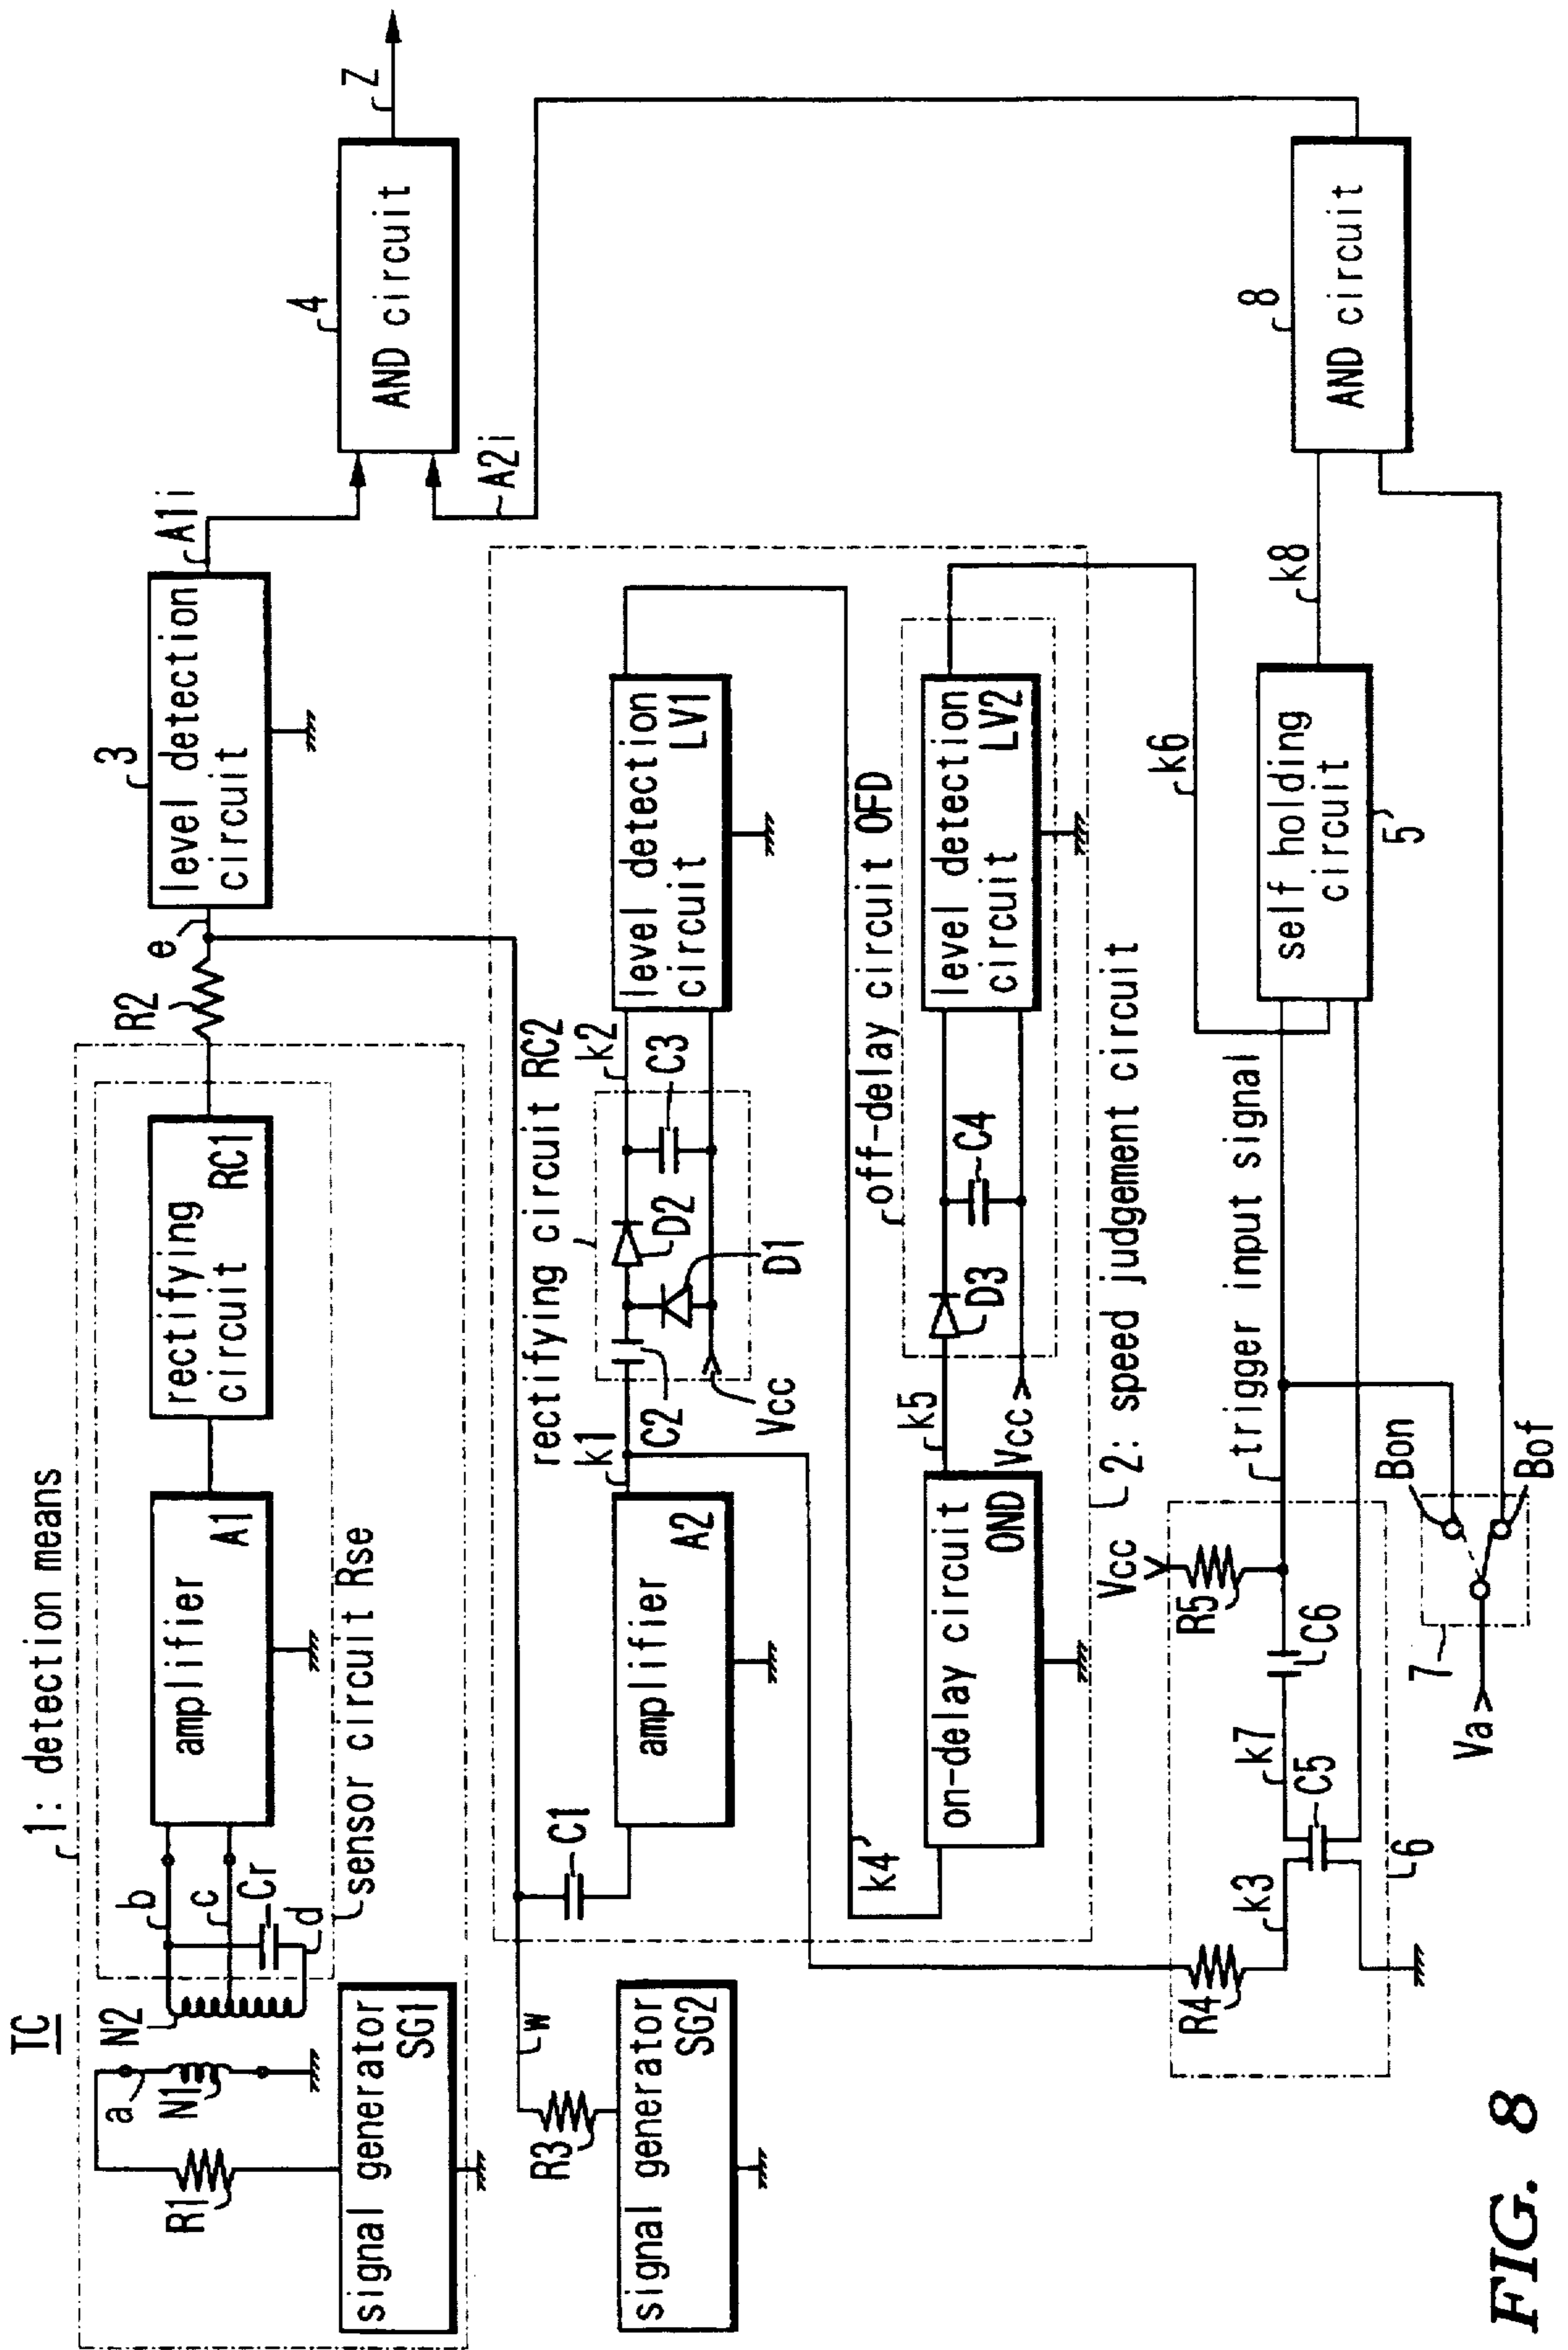 TC
1: detection means
a
R1
N1
signal generator
SG1
N2
b
c
Cr
d
sensor circuit Rse
amplifier
A1
rectifying
circuit
RC1
R2
e
3
level detection
circuit
A1i
4
AND circuit
Z
A2i
w
R3
signal generator
SG2
C1
amplifier
A2
k1
rectifying circuit RC2
C2
D2
D1
Vcc
k2
C3
level detection
circuit
LV1
k4
on-delay circuit
OND
k5
off-delay circuit OFD
D3
C4
Vcc
level detection
circuit
LV2
2: speed judgement circuit
k6
R4
k3
C5
6
k7
C6
R5
Vcc
trigger input signal
self holding
circuit
5
k8
8
AND circuit
7
Va
Bon
Bof
FIG. 8